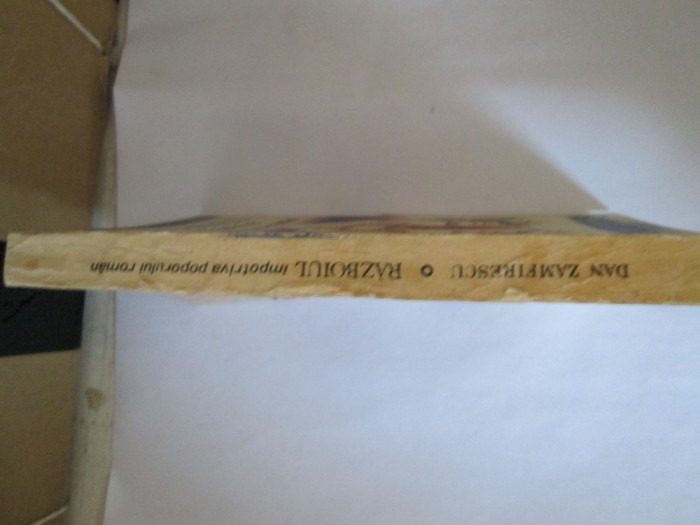 DAN ZAMFIRESCU o RĂZBOIUL împotriva poporului român